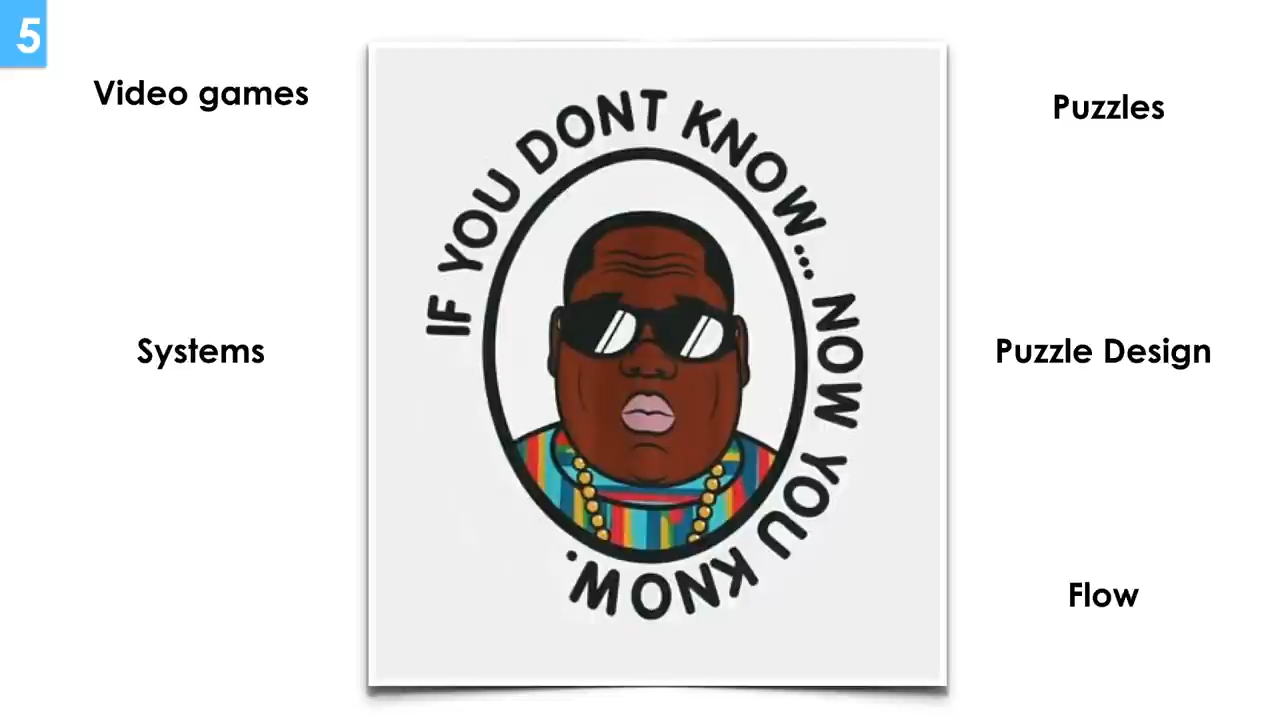 5
Video games
Systems
IF YOU DONT KNOW... NOW YOU KNOW.
Puzzles
Puzzle Design
Flow